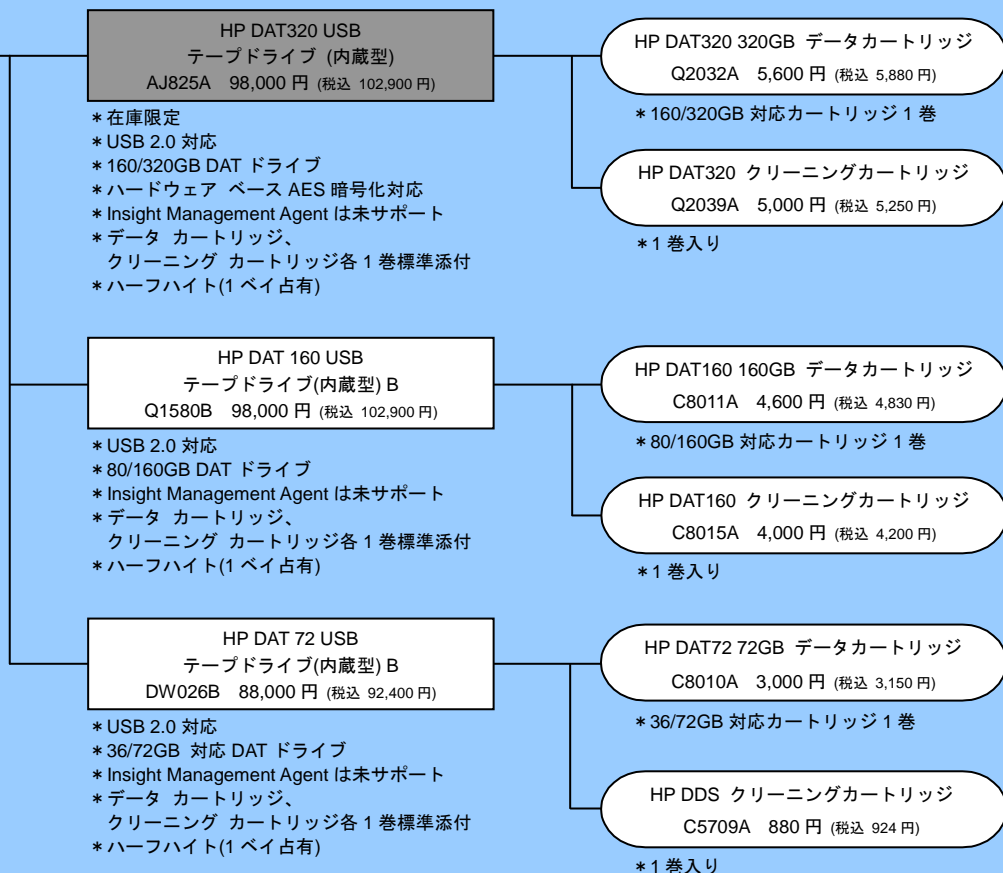 HP DAT320 USB
テープドライブ (内蔵型)
AJ825A 98,000 円 (税込 102,900 円)
＊在庫限定
＊USB 2.0 対応
＊160/320GB DAT ドライブ
＊ハードウェア ベース AES 暗号化対応
＊Insight Management Agent は未サポート
＊データ カートリッジ、
クリーニング カートリッジ各 1 巻標準添付
＊ハーフハイト(1 ベイ占有)
HP DAT320 320GB データカートリッジ
Q2032A 5,600 円 (税込 5,880 円)
＊160/320GB 対応カートリッジ 1 巻
HP DAT320 クリーニングカートリッジ
Q2039A 5,000 円 (税込 5,250 円)
＊1 巻入り
HP DAT 160 USB
テープドライブ(内蔵型) B
Q1580B 98,000 円 (税込 102,900 円)
＊USB 2.0 対応
＊80/160GB DAT ドライブ
＊Insight Management Agent は未サポート
＊データ カートリッジ、
クリーニング カートリッジ各 1 巻標準添付
＊ハーフハイト(1 ベイ占有)
HP DAT160 160GB データカートリッジ
C8011A 4,600 円 (税込 4,830 円)
＊80/160GB 対応カートリッジ 1 巻
HP DAT160 クリーニングカートリッジ
C8015A 4,000 円 (税込 4,200 円)
＊1 巻入り
HP DAT 72 USB
テープドライブ(内蔵型) B
DW026B 88,000 円 (税込 92,400 円)
＊USB 2.0 対応
＊36/72GB 対応 DAT ドライブ
＊Insight Management Agent は未サポート
＊データ カートリッジ、
クリーニング カートリッジ各 1 巻標準添付
＊ハーフハイト(1 ベイ占有)
HP DAT72 72GB データカートリッジ
C8010A 3,000 円 (税込 3,150 円)
＊36/72GB 対応カートリッジ 1 巻
HP DDS クリーニングカートリッジ
C5709A 880 円 (税込 924 円)
＊1 巻入り